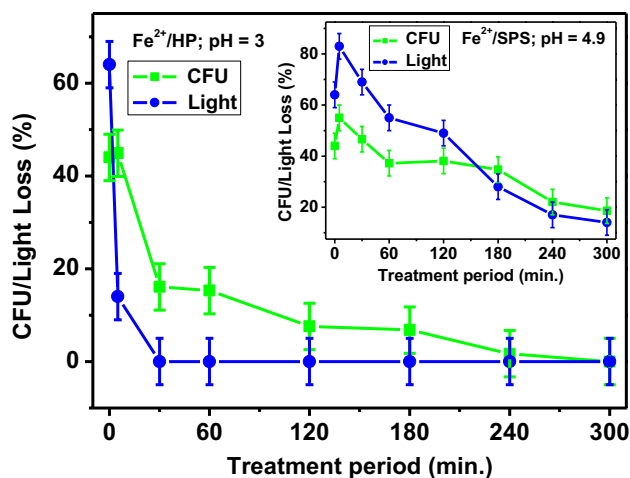 Fe2+/HP; pH = 3
CFU
Light
CFU/Light Loss (%)
60
40
20
0
0 60 120 180 240 300
Treatment period (min.)
Fe2+/SPS; pH = 4.9
CFU
Light
CFU/Light Loss (%)
80
60
40
20
0 60 120 180 240 300
Treatment period (min.)